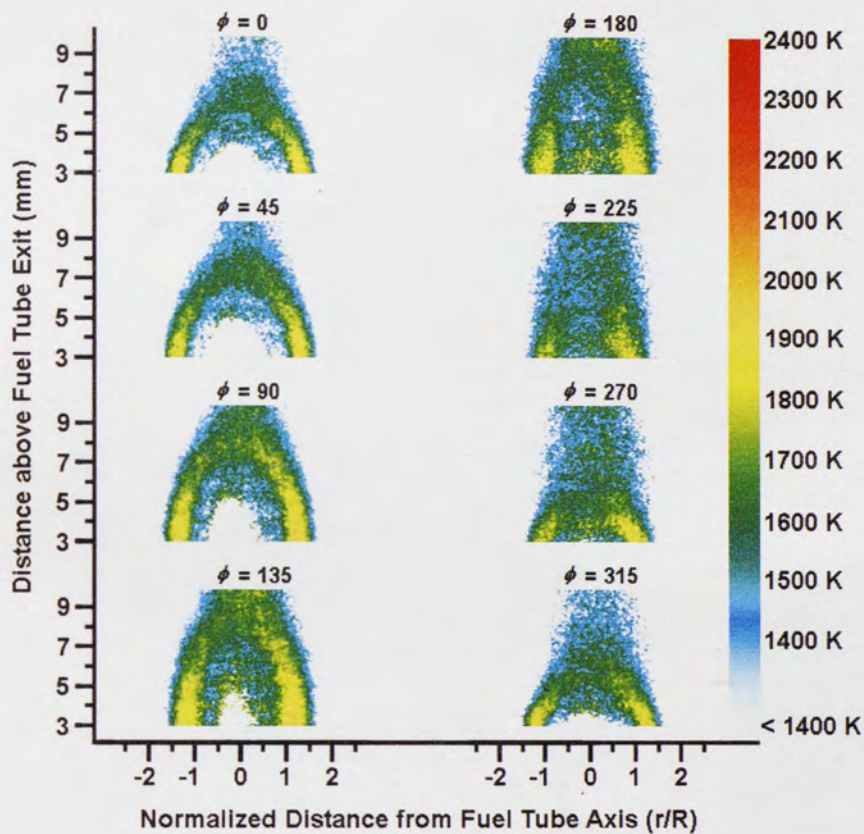 ϕ = 0
ϕ = 180
9
7
5
3
ϕ = 45
ϕ = 225
9
7
5
3
ϕ = 90
ϕ = 270
9
7
5
3
ϕ = 135
ϕ = 315
9
7
5
3
Distance above Fuel Tube Exit (mm)
-2 -1 0 1 2
-2 -1 0 1 2
Normalized Distance from Fuel Tube Axis (r/R)
2400 K
2300 K
2200 K
2100 K
2000 K
1900 K
1800 K
1700 K
1600 K
1500 K
1400 K
< 1400 K